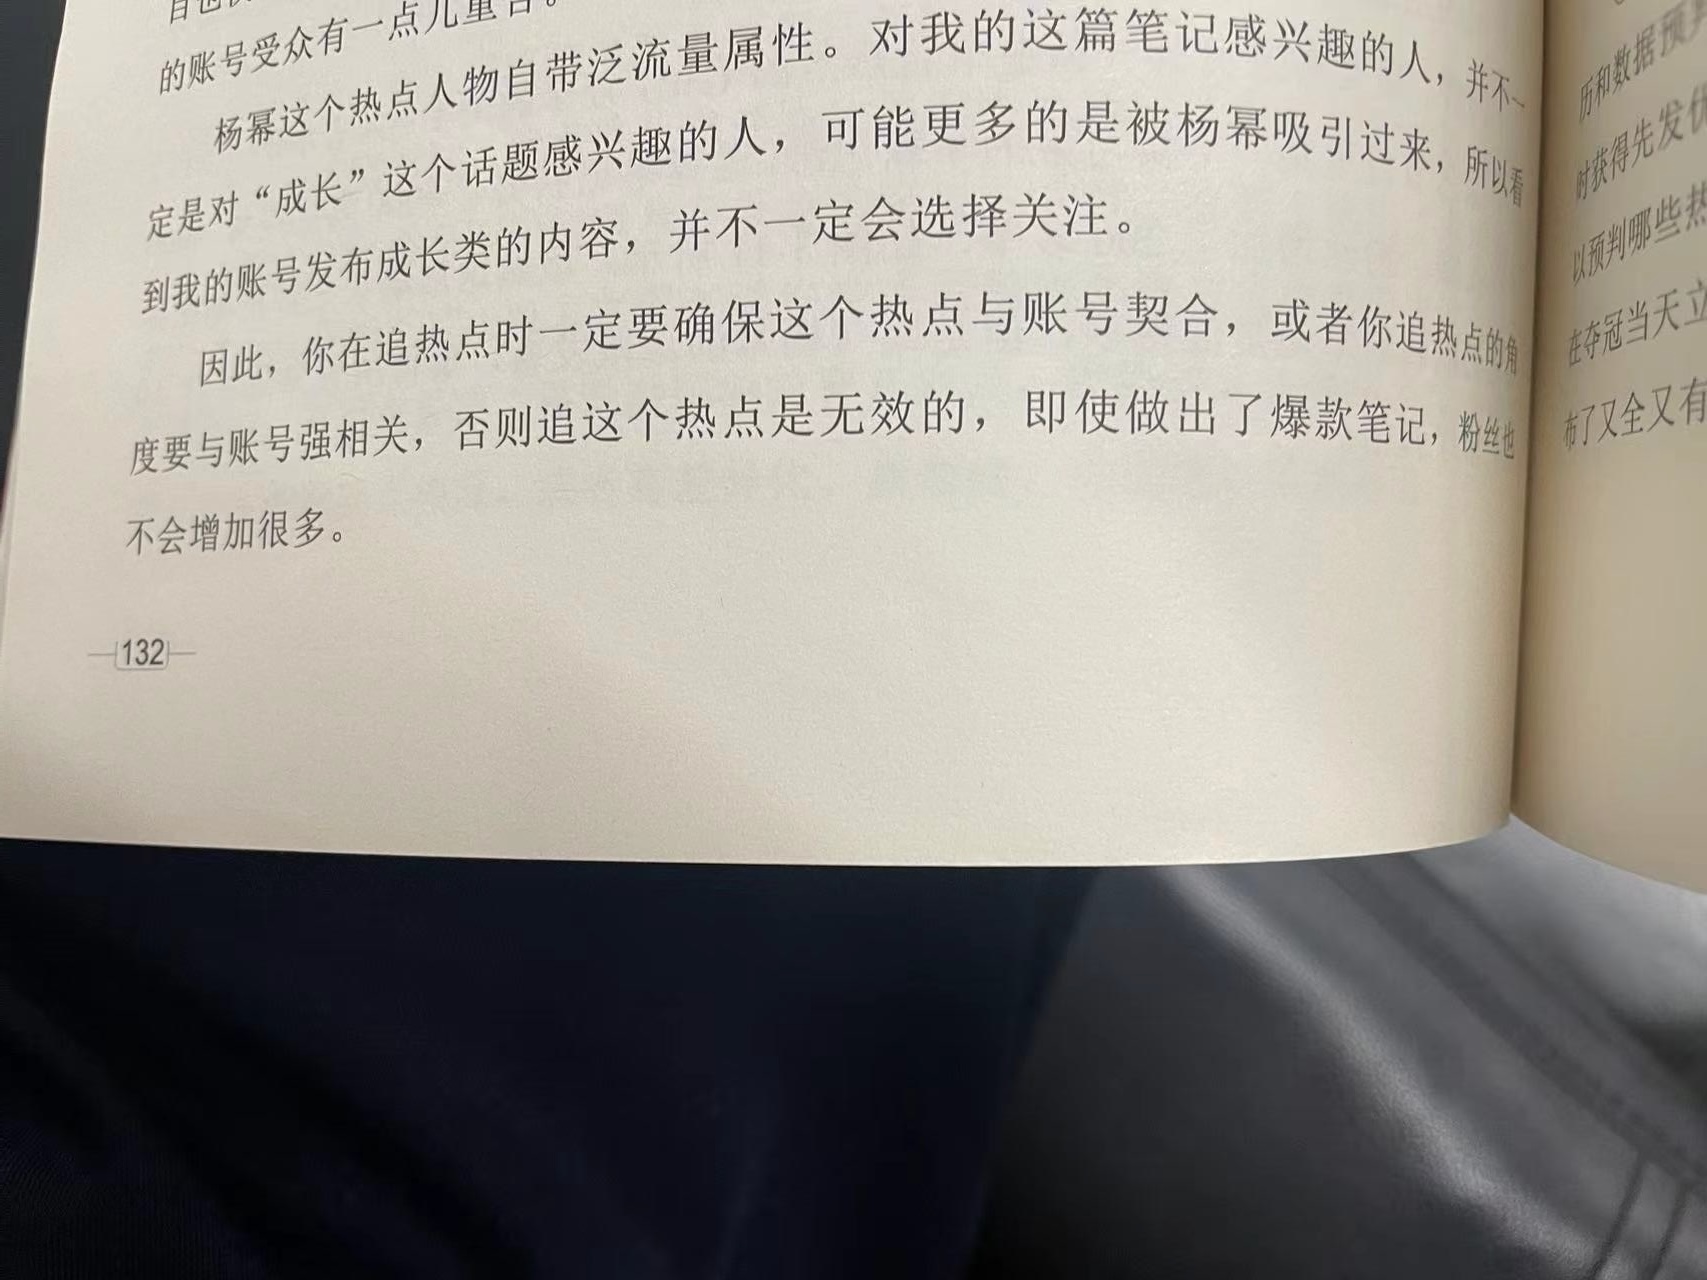 的账号受众有一点儿重合。
杨幂这个热点人物自带泛流量属性。对我的这篇笔记感兴趣的人，并不一
定是对“成长”这个话题感兴趣的人，可能更多的是被杨幂吸引过来，所以看
到我的账号发布成长类的内容，并不一定会选择关注。
因此，你在追热点时一定要确保这个热点与账号契合，或者你追热点的角
度要与账号强相关，否则追这个热点是无效的，即使做出了爆款笔记，粉丝也
不会增加很多。
132
历和数据预
时获得先发
以预判哪些热
在夺冠当天立
布了又全又有